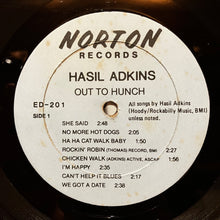 NORTON
RECORDS
HASIL ADKINS
OUT TO HUNCH
ED-201
SIDE 1
All songs by Hasil Adkins
(Hoody/Rockabilly Music, BMI)
unless noted.
SHE SAID 2:48
NO MORE HOT DOGS 2:05
HA HA CAT WALK BABY 1:50
ROCKIN' ROBIN (THOMAS) RECORD, BMI) 2:01
CHICKEN WALK (ADKINS) ACTIVE, ASCAP) 1:56
I'M HAPPY 2:35
CAN'T HELP IT BLUES 2:17
WE GOT A DATE 2:38